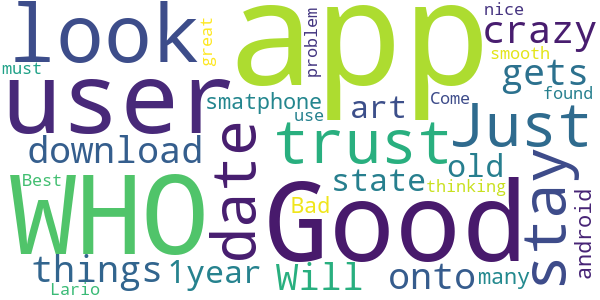 look
app
great
problem
nice
crazy
must
user
smooth
gets
found
smatphone
art
Come
use
Just
download
date
trust
old
stay
WHO
Best
state
thinking
android
Good
Bad
things
1year
Will
onto
many
Lario